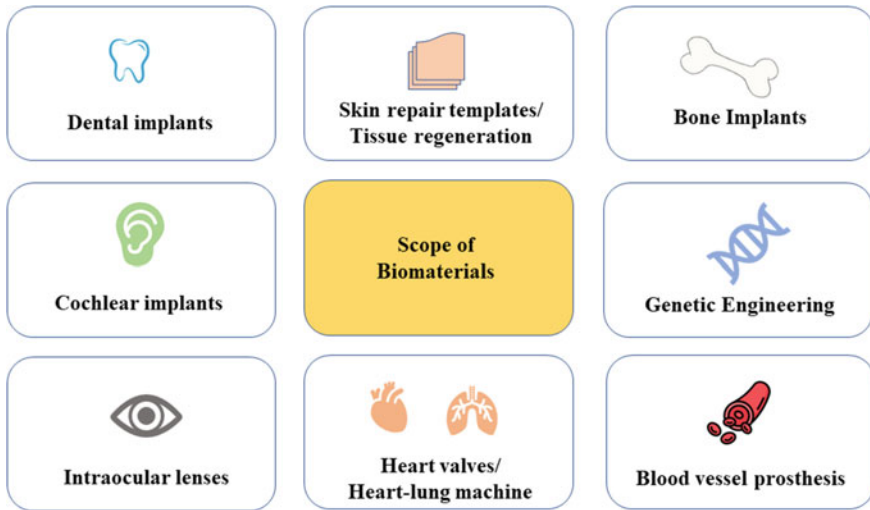 Dental implants
Skin repair templates/
Tissue regeneration
Bone Implants
Cochlear implants
Scope of
Biomaterials
Genetic Engineering
Intraocular lenses
Heart valves/
Heart-lung machine
Blood vessel prosthesis